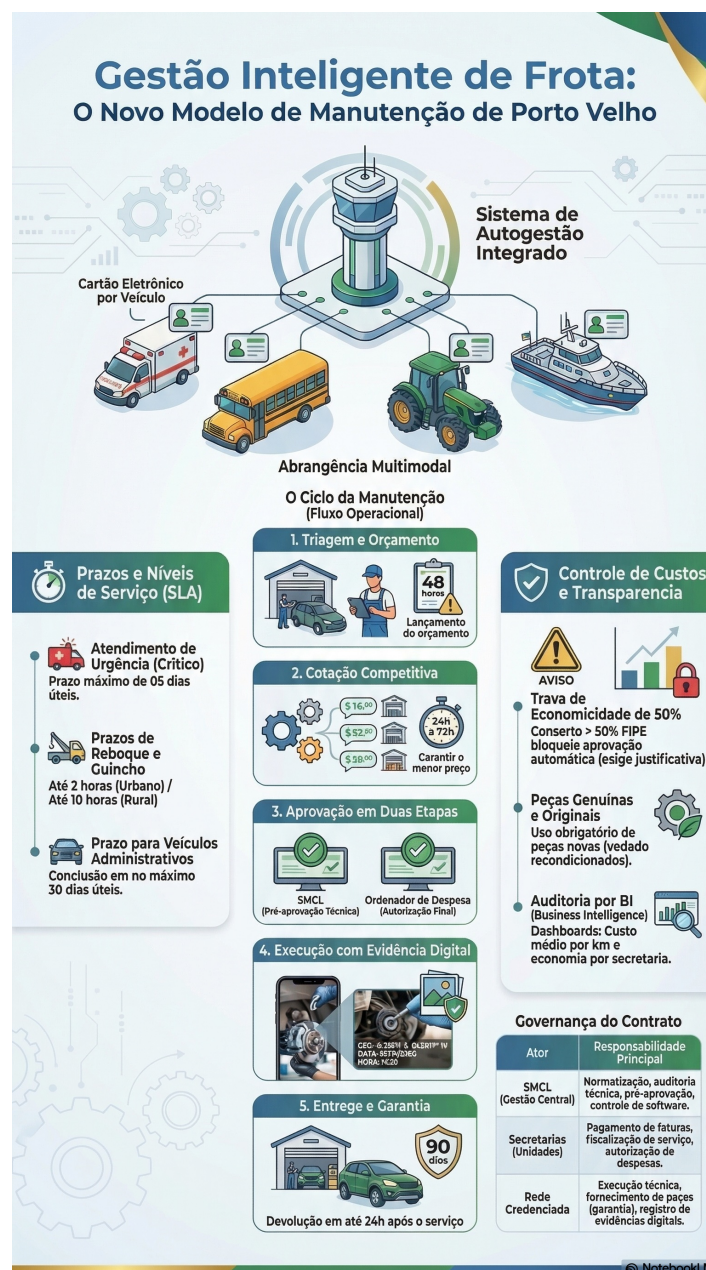 Gestão Inteligente de Frota:
O Novo Modelo de Manutenção de Porto Velho
Sistema de
Autogestão
Integrado
Cartão Eletrônico
por Veículo
Abrangência Multimodal
O Ciclo da Manutenção
(Fluxo Operacional)
Prazos e Níveis
de Serviço (SLA)
Atendimento de
Urgência (Critico)
Prazo máximo de 05 dias
úteis.
Prazos de
Reboque e
Guincho
Até 2 horas (Urbano) /
Até 10 horas (Rural)
Prazo para Veículos
Administrativos
Conclusão em no máximo
30 dias úteis.
1. Triagem e Orçamento
48
horos
Lançamento
do orçamento
2. Cotação Competitiva
$16,00
24h
a 72h
Carantir o
menor preço
3. Aprovação em Duas Etapas
SMCL
(Pré-aprovação Técnica)
Ordenador de Despesa
(Autorização Final)
4. Execução com Evidência Digital
5. Entrege e Garantia
90
díos
Devolução em até 24h após o serviço
Controle de Custos
e Transparencia
AVISO
Trava de
Economicidade de 50%
Conserto > 50% FIPE
bloqueie aprovação
automática (esige justificativa)
Peças Genuínas
e Originais
Uso obrigatório de
peças novas (vedado
recondicionados).
Auditoria por BI
(Business Intelligence)
Dashboards: Custo
médio por km e
economia por secretaria.
Governança do Contrato
Ator
Responsabilidade
Principal
SMCL
(Gestão Central)
Normatização, auditoria
técnica, pré-aprovação,
controle de software.
Secretarias
(Unidades)
Pagamento de faturas,
fiscalização de serviço,
autorização de
despesas.
Rede
Credenciada
Execução técnica,
fornecimento de paçes
(garantia), registro de
evidências digitals.